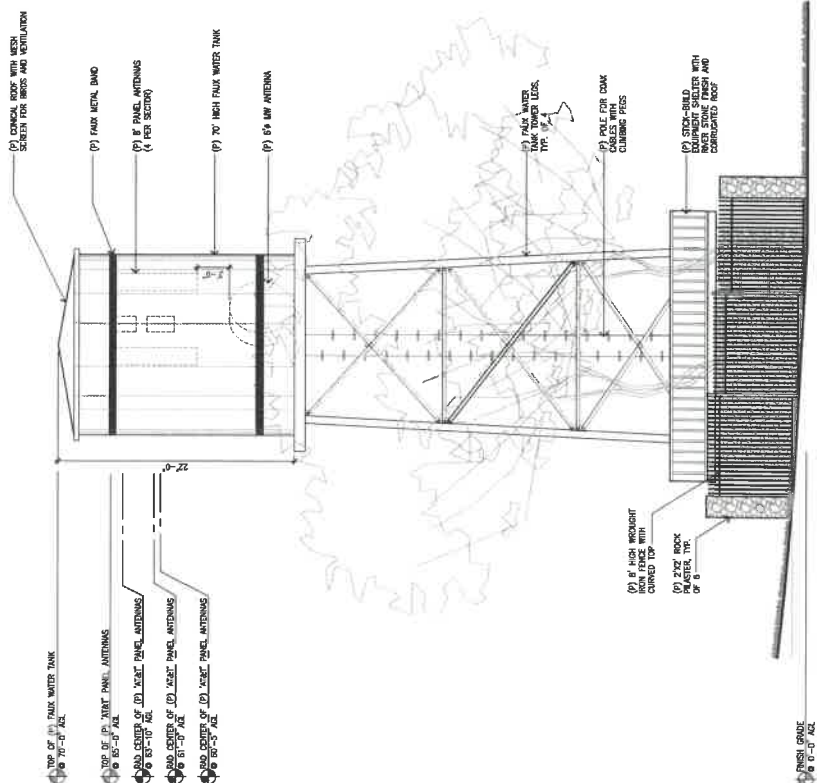 (P) CONICAL ROOF WITH MESH
SCREEN FOR BIRDS AND VENTILATION
(P) FAUX METAL BAND
(P) 8' PANEL ANTENNAS
(4 PER SECTOR)
(P) 70' HIGH FAUX WATER TANK
(P) 6'ø MW ANTENNA
(P) FAUX WATER
TANK TOWER LEGS,
TYP. OF 4
(P) POLE FOR COAX
CABLES WITH
CLIMBING PEGS
(P) STICK-BUILD
EQUIPMENT SHELTER WITH
RIVER STONE FINISH AND
CORRUGATED ROOF
22'-0"
TOP OF (P) FAUX WATER TANK
@ 70'-0" AGL
TOP OF (P) 'AT&T' PANEL ANTENNAS
@ 65'-0" AGL
RAD CENTER OF (P) 'AT&T' PANEL ANTENNAS
@ 63'-10" AGL
RAD CENTER OF (P) 'AT&T' PANEL ANTENNAS
@ 61'-0" AGL
RAD CENTER OF (P) 'AT&T' PANEL ANTENNAS
@ 60'-5" AGL
(P) 8' HIGH WROUGHT
IRON FENCE WITH
CURVED TOP
(P) 2'X2' ROCK
PILASTER, TYP.
OF 6
FINISH GRADE
@ 0'-0" AGL